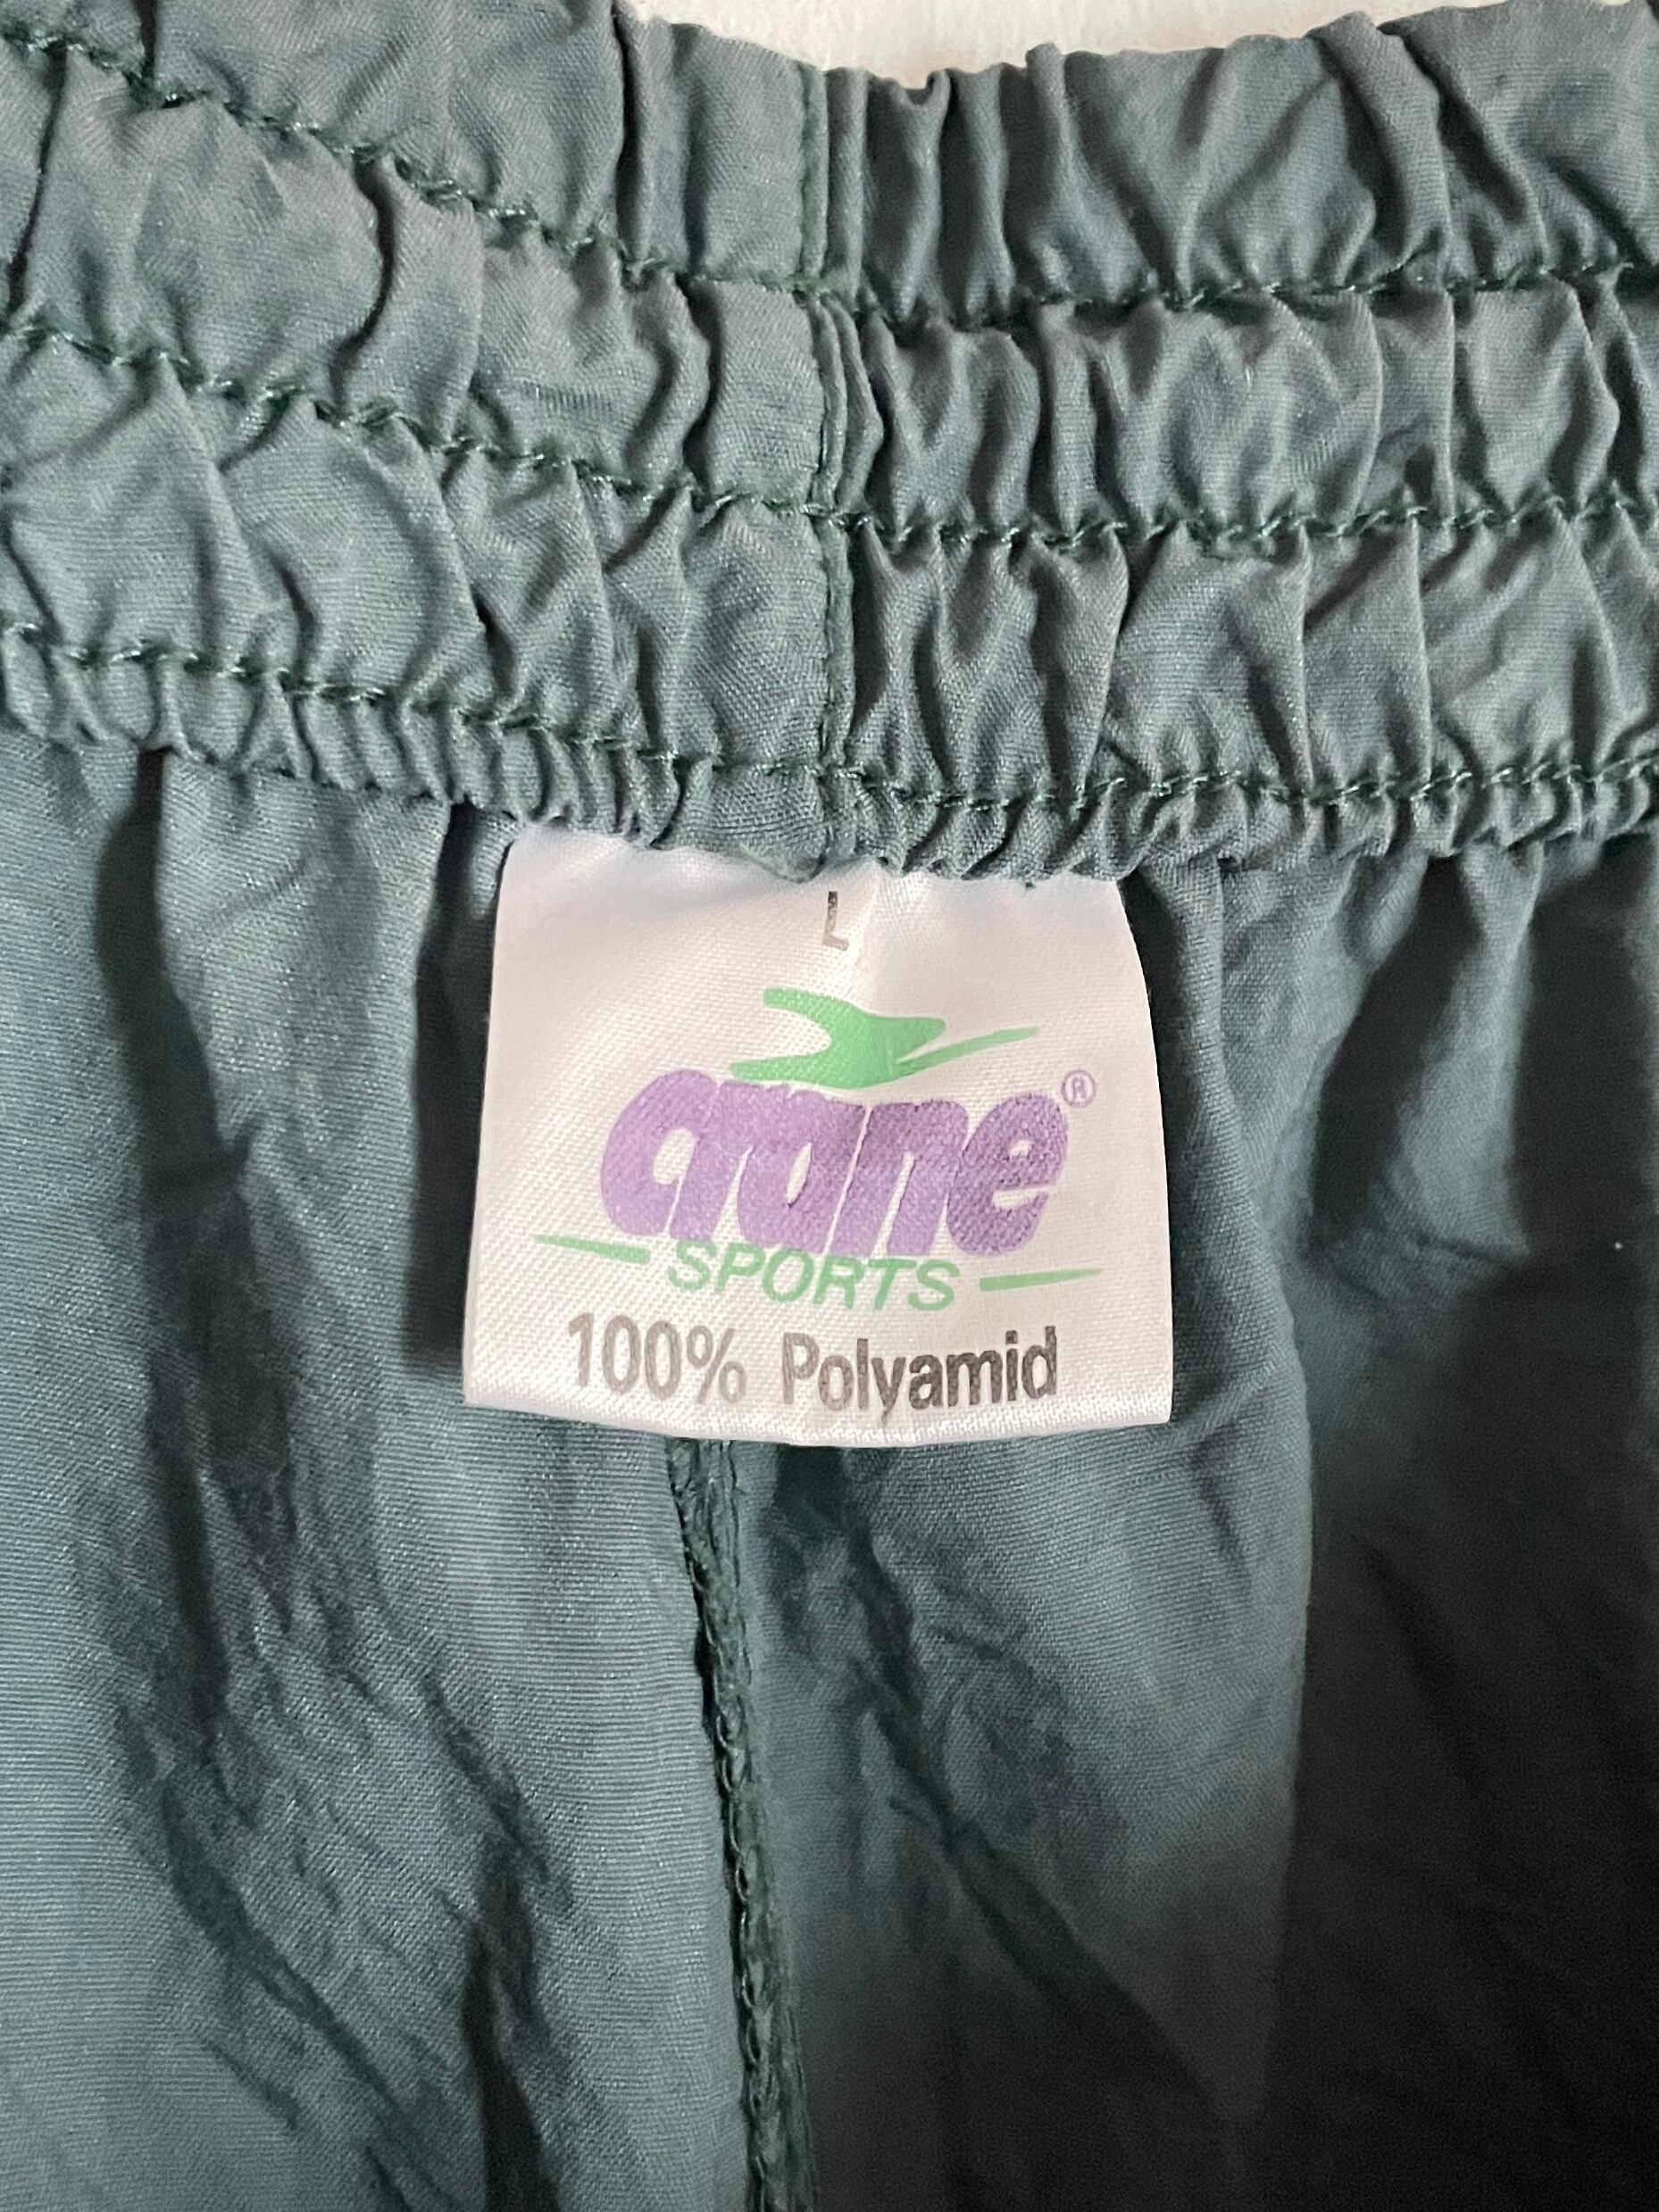 L
crane®
SPORTS
100% Polyamid